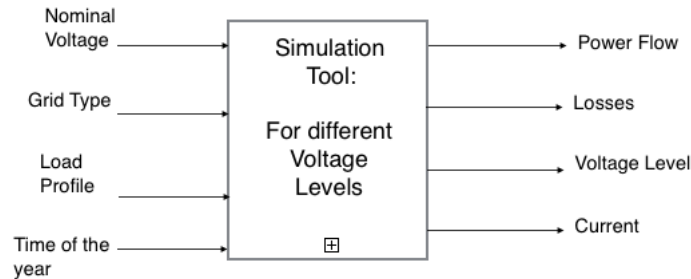 Nominal
Voltage
Grid Type
Load
Profile
Time of the
year
Simulation
Tool:
For different
Voltage
Levels
Power Flow
Losses
Voltage Level
Current